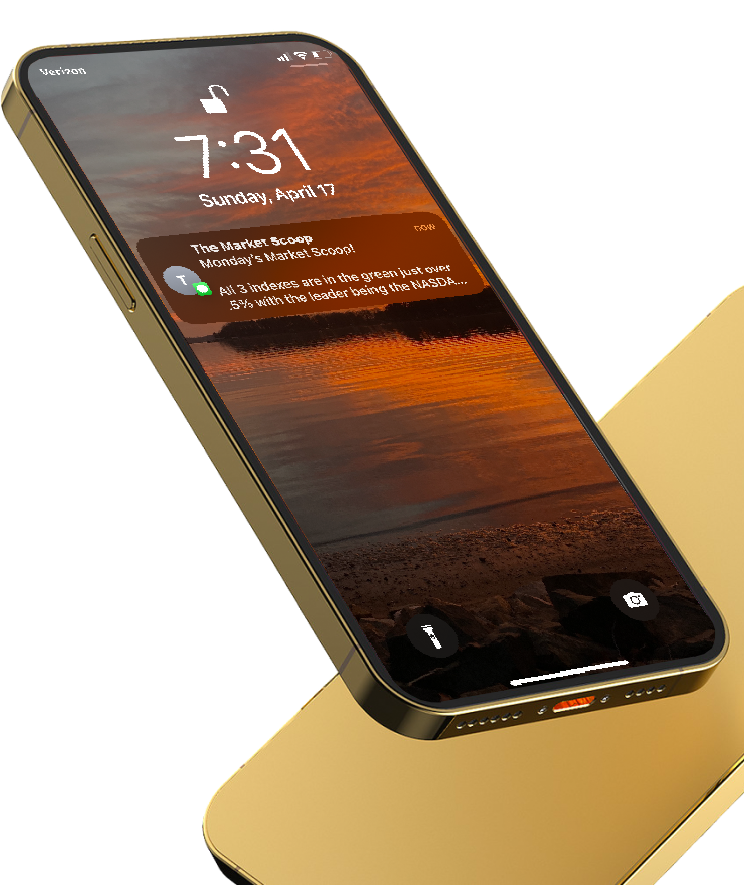 Verizon
7:31
Sunday, April 17
now
The Market Scoop
Monday's Market Scoop!
T
All 3 indexes are in the green just over
.5% with the leader being the NASDA...